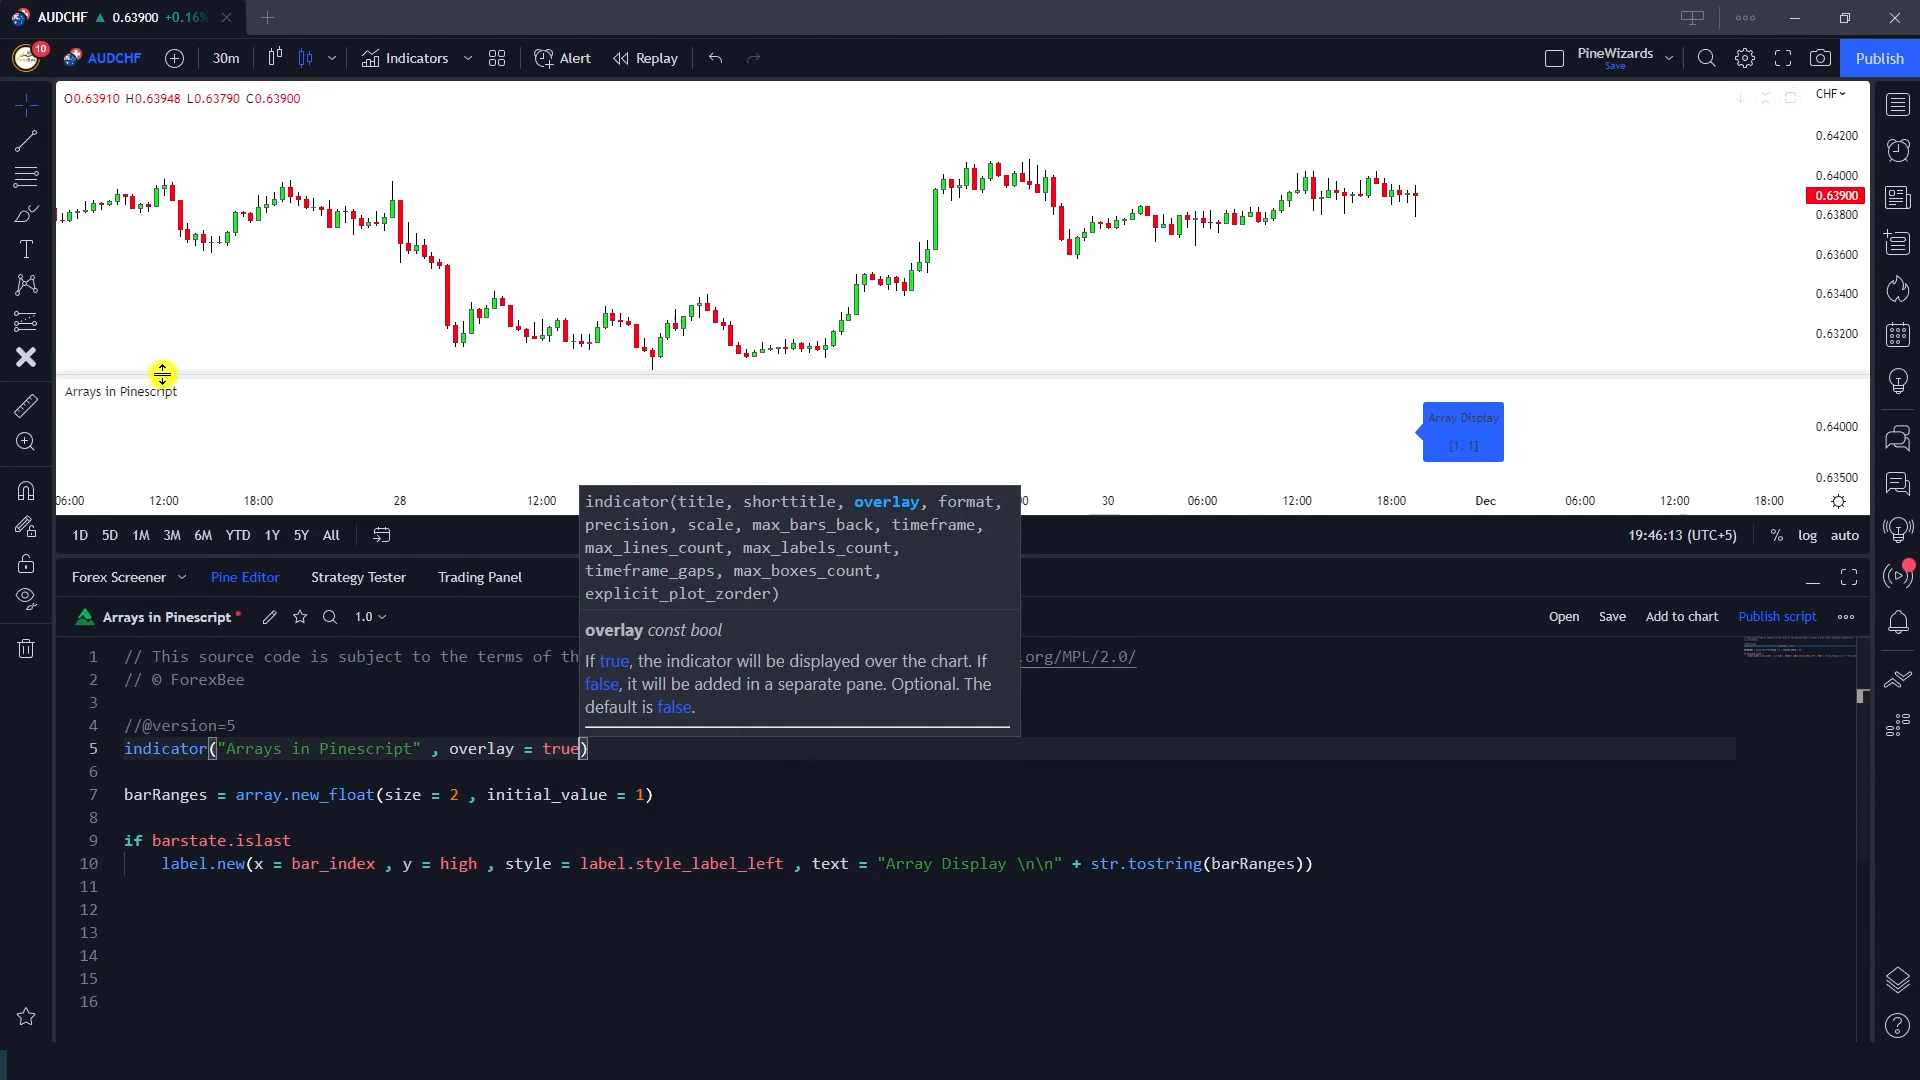 AUDCHF ▲ 0.63900 +0.16%
10
AUDCHF
30m
Indicators
Alert
Replay
PineWizards
Save
Publish
O0.63910 H0.63948 L0.63790 C0.63900
CHF
0.64200
0.64000
0.63900
0.63800
0.63600
0.63400
0.63200
Arrays in Pinescript
Array Display
[1, 1]
0.64000
0.63500
06:00 12:00 18:00 28 12:00 30 06:00 12:00 18:00 Dec 06:00 12:00 18:00
1D 5D 1M 3M 6M YTD 1Y 5Y All
19:46:13 (UTC+5) % log auto
Forex Screener Pine Editor Strategy Tester Trading Panel
Arrays in Pinescript * 1.0
Open Save Add to chart Publish script
indicator(title, shorttitle, overlay, format,
precision, scale, max_bars_back, timeframe,
max_lines_count, max_labels_count,
timeframe_gaps, max_boxes_count,
explicit_plot_zorder)
overlay const bool
If true, the indicator will be displayed over the chart. If
false, it will be added in a separate pane. Optional. The
default is false.
1 // This source code is subject to the terms of th .org/MPL/2.0/
2 // © ForexBee
3
4 //@version=5
5 indicator("Arrays in Pinescript" , overlay = true)
6
7 barRanges = array.new_float(size = 2 , initial_value = 1)
8
9 if barstate.islast
10 label.new(x = bar_index , y = high , style = label.style_label_left , text = "Array Display \n\n" + str.tostring(barRanges))
11
12
13
14
15
16